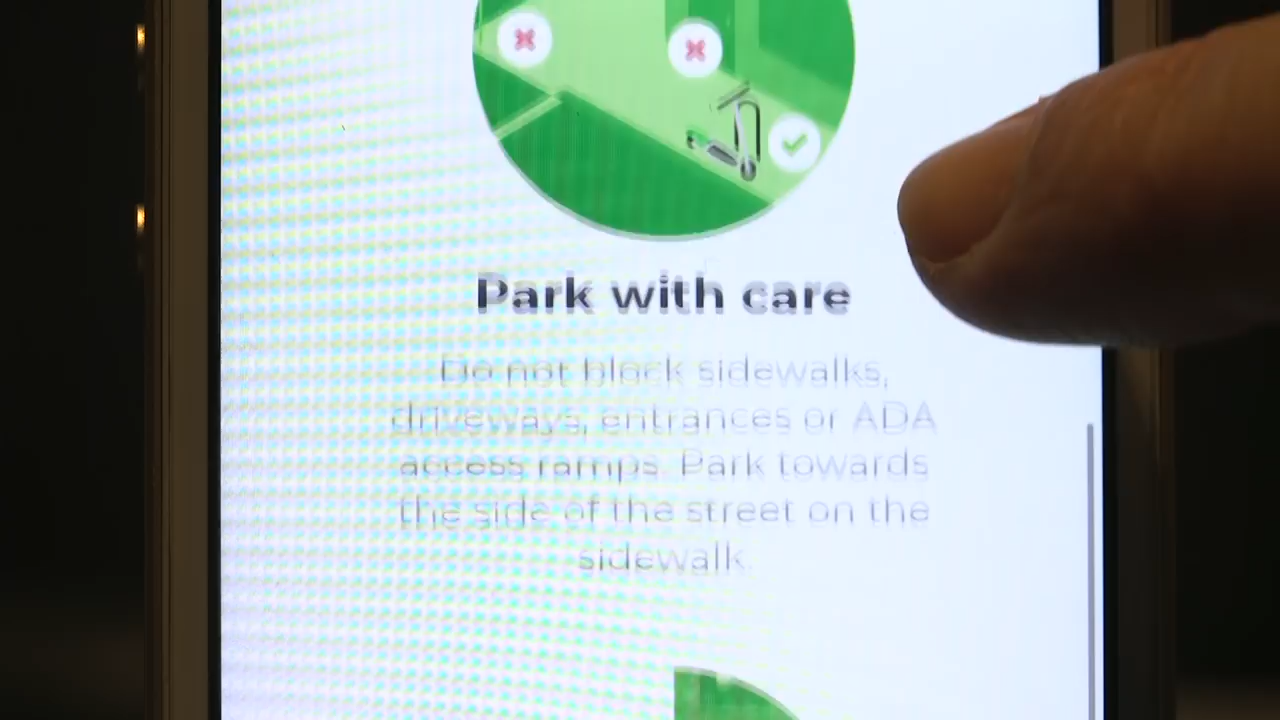 Park with care
Do not block sidewalks,
driveways, entrances or ADA
access ramps. Park towards
the side of the street on the
sidewalk.